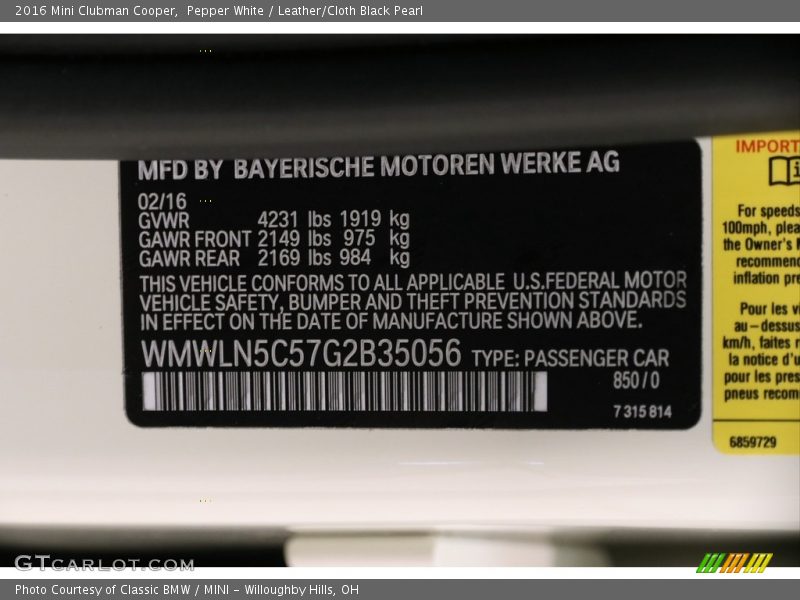 2016 Mini Clubman Cooper, Pepper White / Leather/Cloth Black Pearl
MFD BY BAYERISCHE MOTOREN WERKE AG
02/16
GVWR 4231 lbs 1919 kg
GAWR FRONT 2149 lbs 975 kg
GAWR REAR 2169 lbs 984 kg
THIS VEHICLE CONFORMS TO ALL APPLICABLE U.S.FEDERAL MOTOR
VEHICLE SAFETY, BUMPER AND THEFT PREVENTION STANDARDS
IN EFFECT ON THE DATE OF MANUFACTURE SHOWN ABOVE.
WMWLN5C57G2B35056 TYPE: PASSENGER CAR
850/0
7 315 814
IMPORT
For speeds
100mph, plea
the Owner's
recommend
inflation pre
Pour les vi
au-dessus
km/h, faites
la notice d'u
pour les pres
pneus recom
6859729
GTCARLOT.COM
Photo Courtesy of Classic BMW / MINI - Willoughby Hills, OH